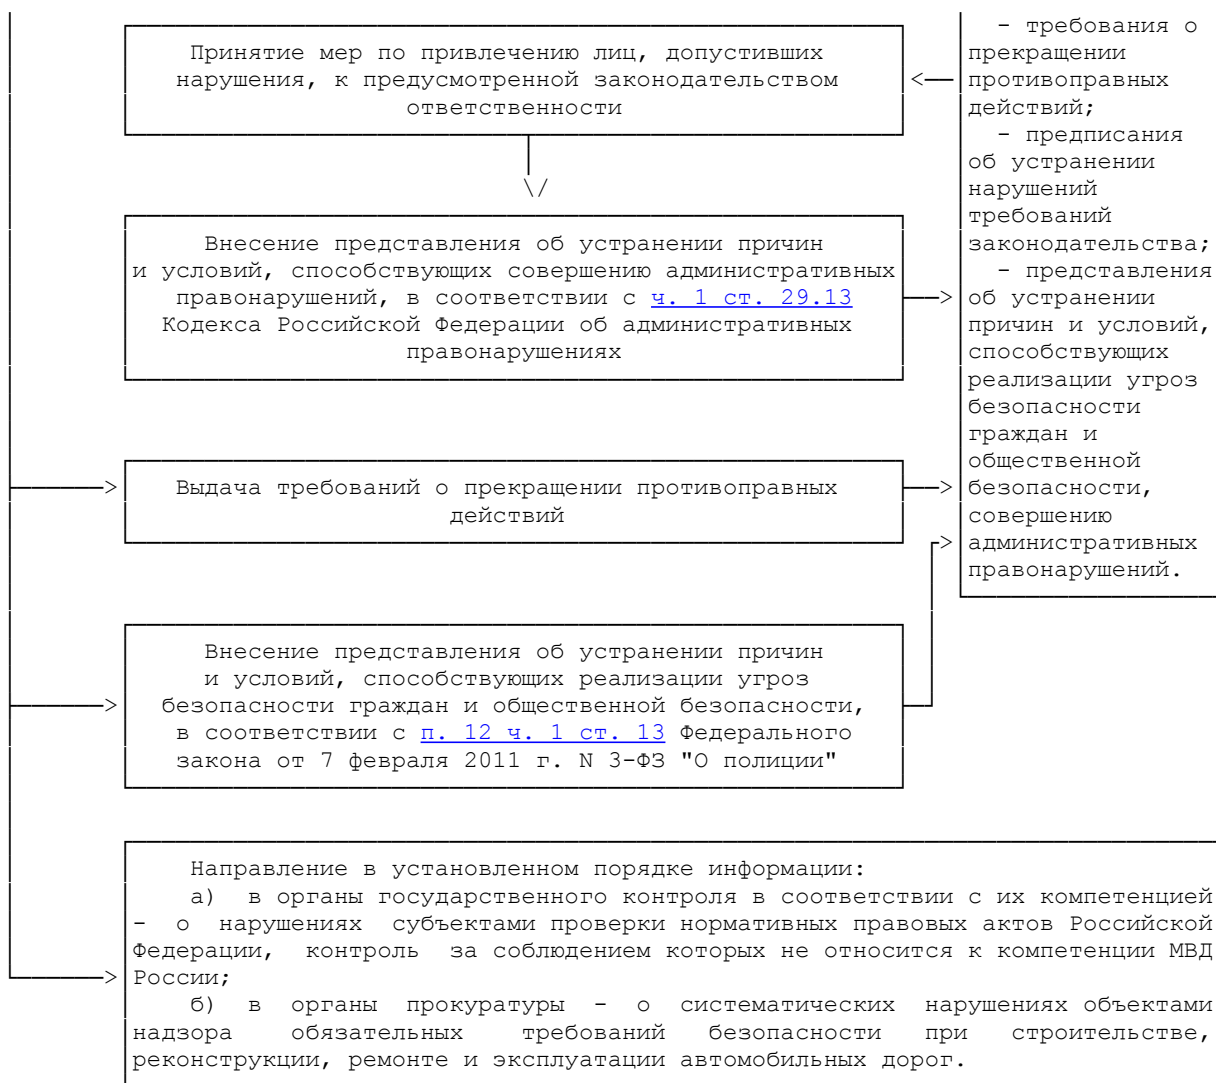 Принятие мер по привлечению лиц, допустивших
нарушения, к предусмотренной законодательством
ответственности
Внесение представления об устранении причин
и условий, способствующих совершению административных
правонарушений, в соответствии с ч. 1 ст. 29.13
Кодекса Российской Федерации об административных
правонарушениях
- требования о
прекращении
противоправных
действий;
- предписания
об устранении
нарушений
требований
законодательства;
- представления
об устранении
причин и условий,
способствующих
реализации угроз
безопасности
граждан и
общественной
безопасности,
совершению
административных
правонарушений.
Выдача требований о прекращении противоправных
действий
Внесение представления об устранении причин
и условий, способствующих реализации угроз
безопасности граждан и общественной безопасности,
в соответствии с п. 12 ч. 1 ст. 13 Федерального
закона от 7 февраля 2011 г. N 3-ФЗ "О полиции"
Направление в установленном порядке информации:
а) в органы государственного контроля в соответствии с их компетенцией
- о нарушениях субъектами проверки нормативных правовых актов Российской
Федерации, контроль за соблюдением которых не относится к компетенции МВД
России;
б) в органы прокуратуры - о систематических нарушениях объектами
надзора обязательных требований безопасности при строительстве,
реконструкции, ремонте и эксплуатации автомобильных дорог.